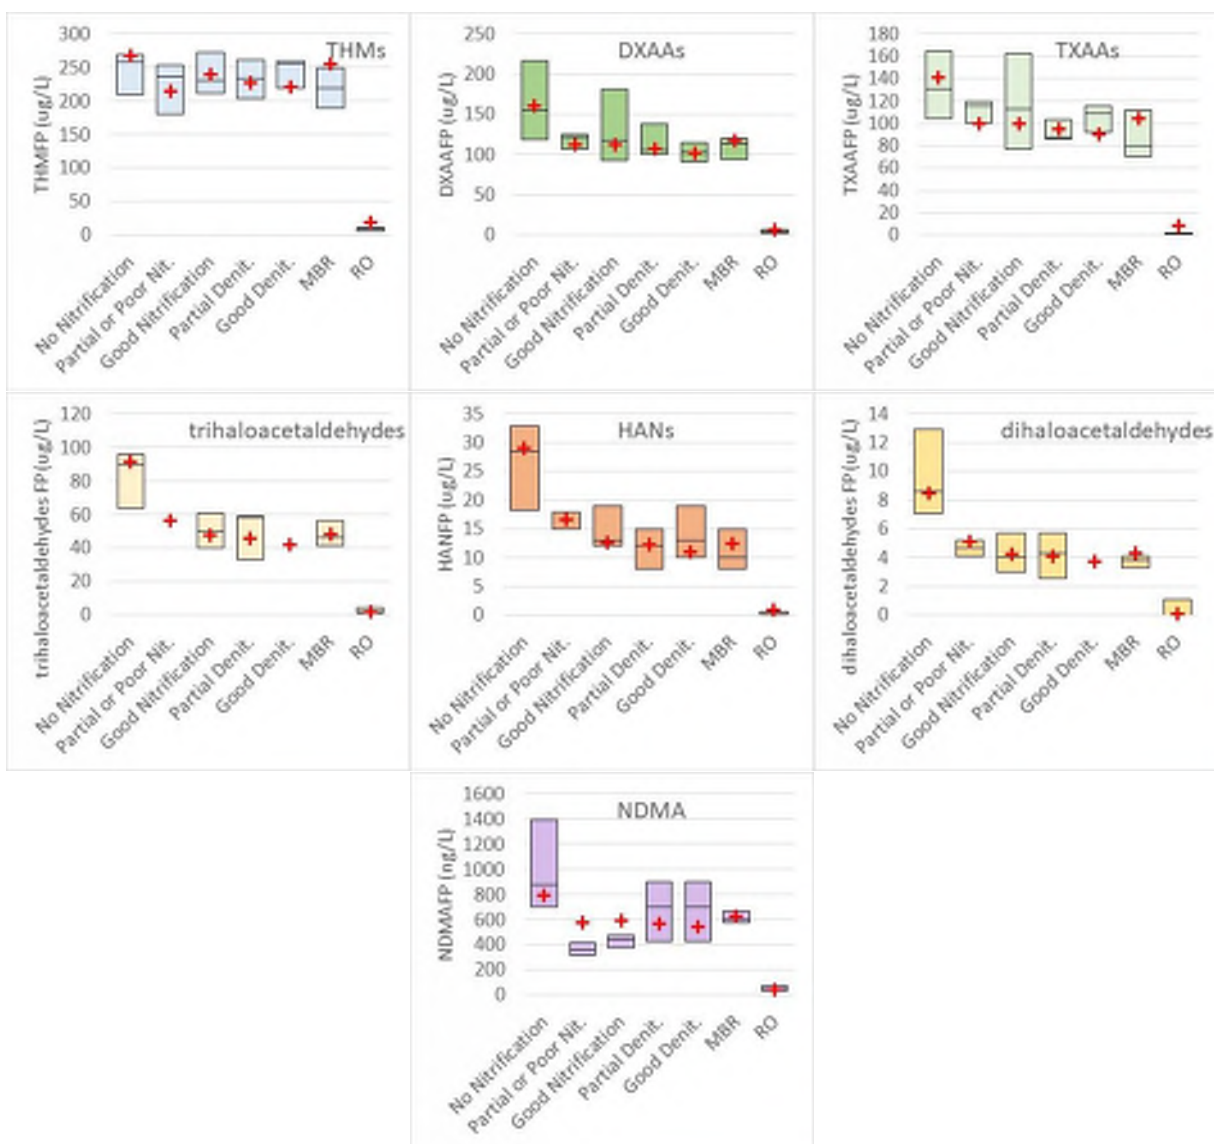 THMs
THMFP (ug/L)
300
250
200
150
100
50
0
No Nitrification
Partial or Poor Nit.
Good Nitrification
Partial Denit.
Good Denit.
MBR
RO
DXAAs
DXAAFP (ug/L)
250
200
150
100
50
0
No Nitrification
Partial or Poor Nit.
Good Nitrification
Partial Denit.
Good Denit.
MBR
RO
TXAAs
TXAAFP (ug/L)
180
160
140
120
100
80
60
40
20
0
No Nitrification
Partial or Poor Nit.
Good Nitrification
Partial Denit.
Good Denit.
MBR
RO
trihaloacetaldehydes
trihaloacetaldehydes FP (ug/L)
120
100
80
60
40
20
0
No Nitrification
Partial or Poor Nit.
Good Nitrification
Partial Denit.
Good Denit.
MBR
RO
HANs
HANFP (ug/L)
35
30
25
20
15
10
5
0
No Nitrification
Partial or Poor Nit.
Good Nitrification
Partial Denit.
Good Denit.
MBR
RO
dihaloacetaldehydes
dihaloacetaldehydes FP (ug/L)
14
12
10
8
6
4
2
0
No Nitrification
Partial or Poor Nit.
Good Nitrification
Partial Denit.
Good Denit.
MBR
RO
NDMA
NDMAFP (ng/L)
1600
1400
1200
1000
800
600
400
200
0
No Nitrification
Partial or Poor Nit.
Good Nitrification
Partial Denit.
Good Denit.
MBR
RO